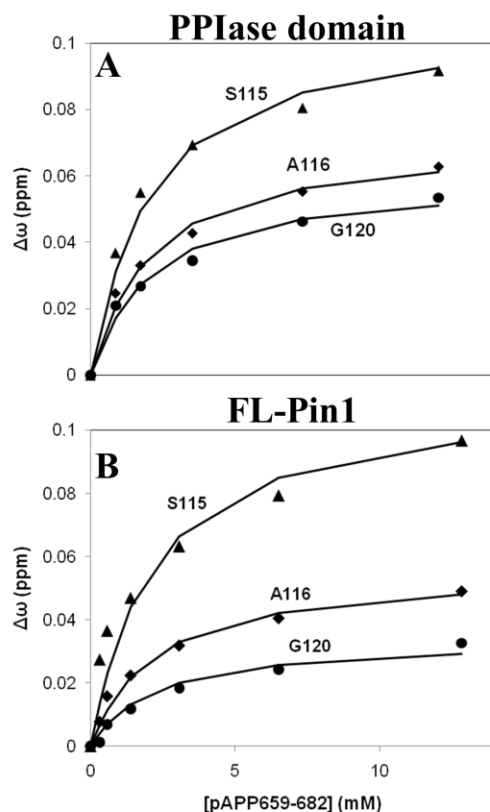 PPIase domain
A
0.1
0.08
0.06
0.04
0.02
0
Δω (ppm)
S115
A116
G120
FL-Pin1
B
0.1
0.08
0.06
0.04
0.02
0
Δω (ppm)
S115
A116
G120
0 5 10
[pAPP659-682] (mM)